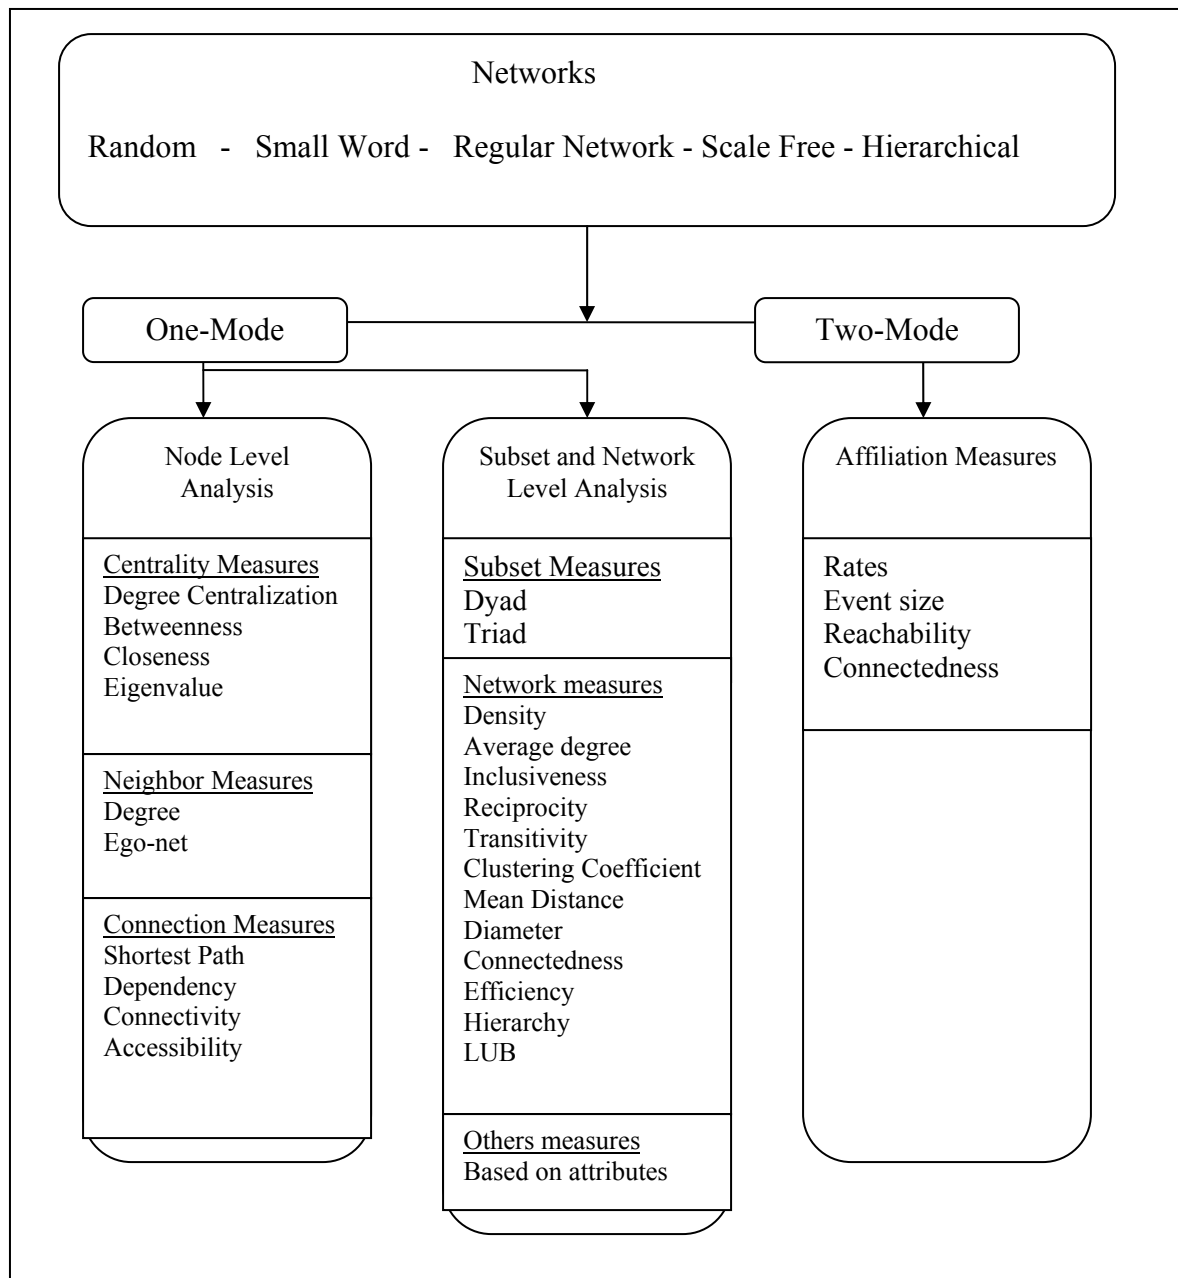 Networks
Random - Small Word - Regular Network - Scale Free - Hierarchical
One-Mode
Two-Mode
Node Level
Analysis
Centrality Measures
Degree Centralization
Betweenness
Closeness
Eigenvalue
Neighbor Measures
Degree
Ego-net
Connection Measures
Shortest Path
Dependency
Connectivity
Accessibility
Subset and Network
Level Analysis
Subset Measures
Dyad
Triad
Network measures
Density
Average degree
Inclusiveness
Reciprocity
Transitivity
Clustering Coefficient
Mean Distance
Diameter
Connectedness
Efficiency
Hierarchy
LUB
Others measures
Based on attributes
Affiliation Measures
Rates
Event size
Reachability
Connectedness